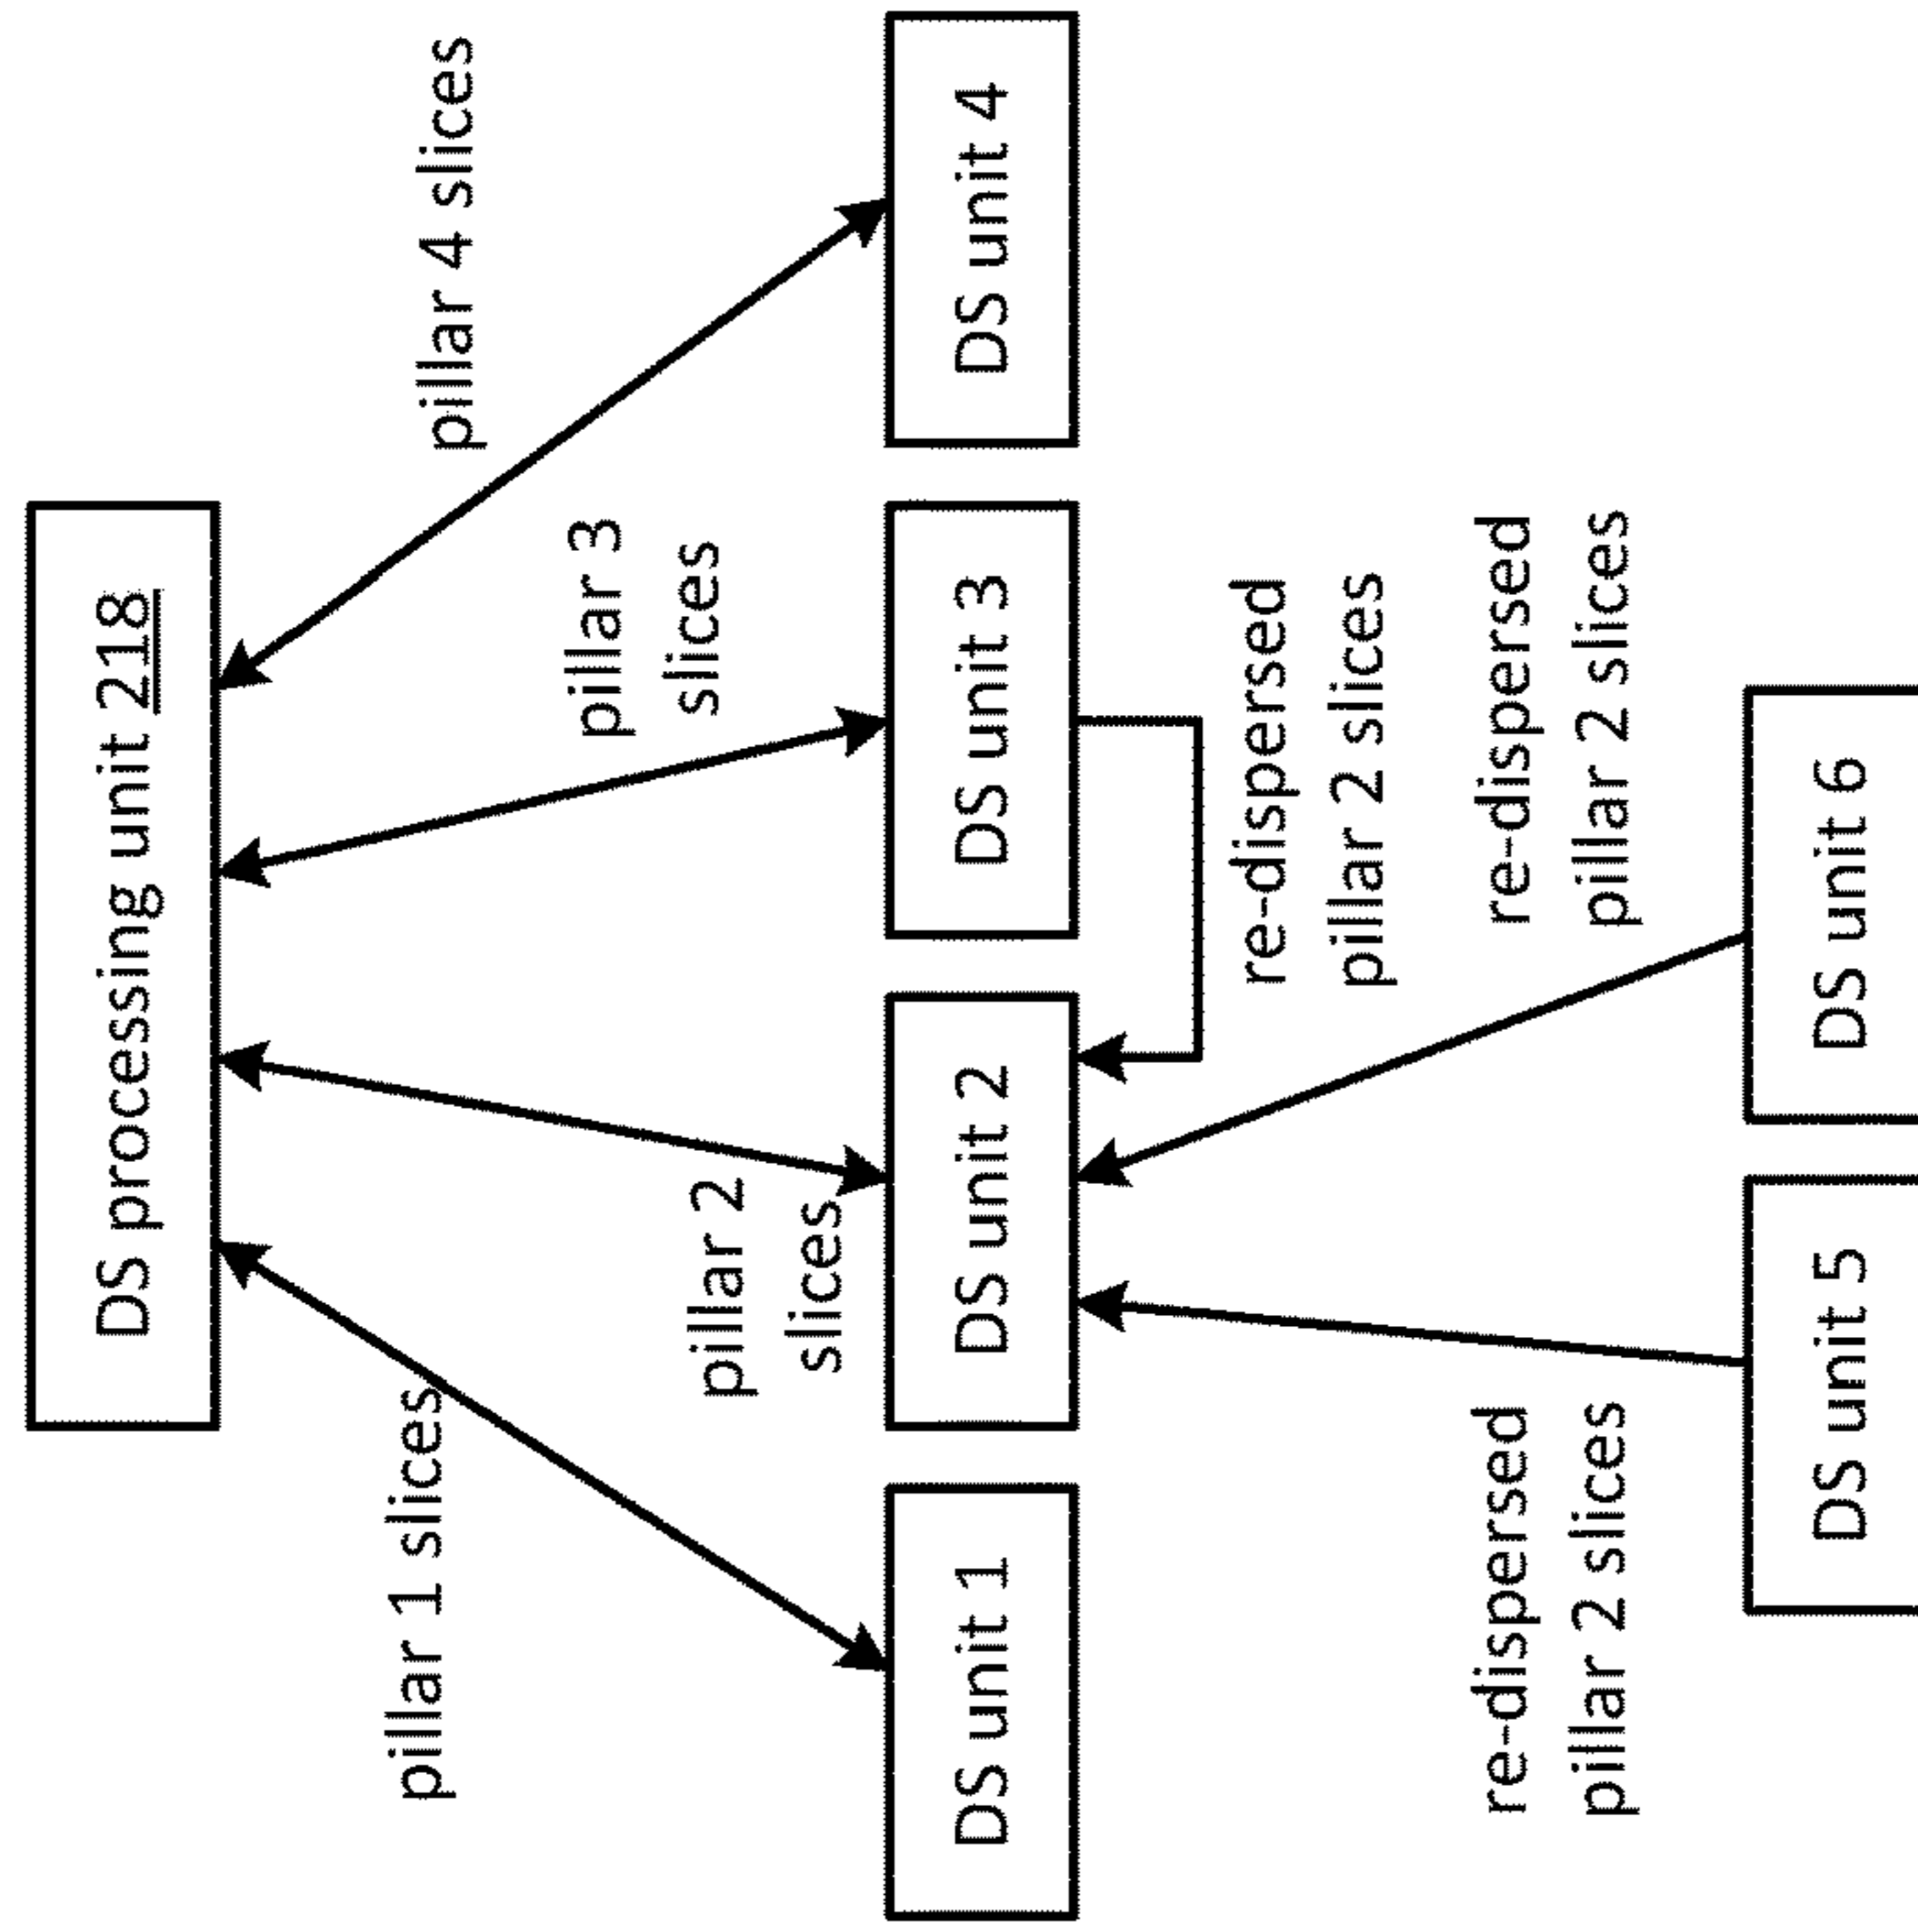 DS processing unit 218
pillar 1 slices
pillar 2
slices
pillar 3
slices
pillar 4 slices
DS unit 1
DS unit 2
DS unit 3
DS unit 4
re-dispersed
pillar 2 slices
re-dispersed
pillar 2 slices
re-dispersed
pillar 2 slices
DS unit 5
DS unit 6